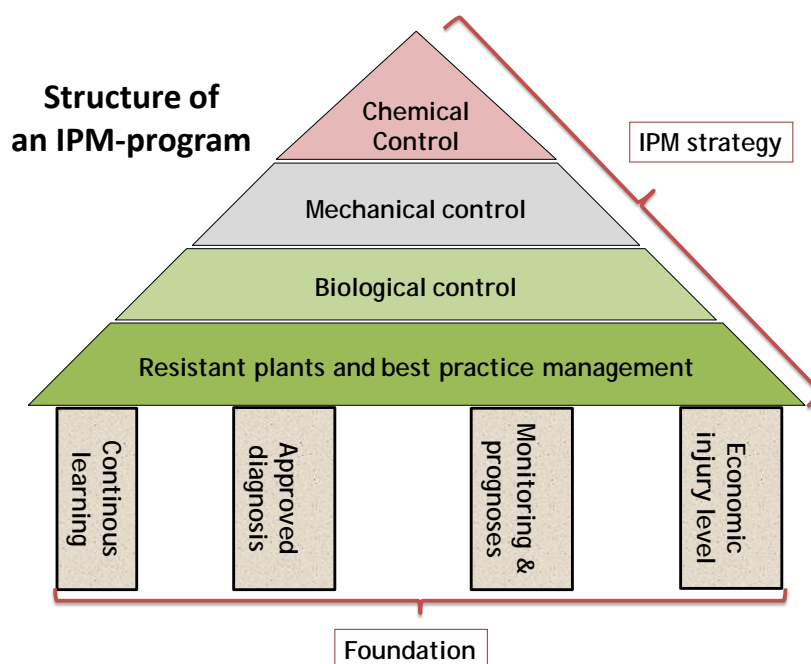 Structure of
an IPM-program
Chemical
Control
IPM strategy
Mechanical control
Biological control
Resistant plants and best practice management
Continous
learning
Approved
diagnosis
Monitoring &
prognoses
Economic
injury level
Foundation